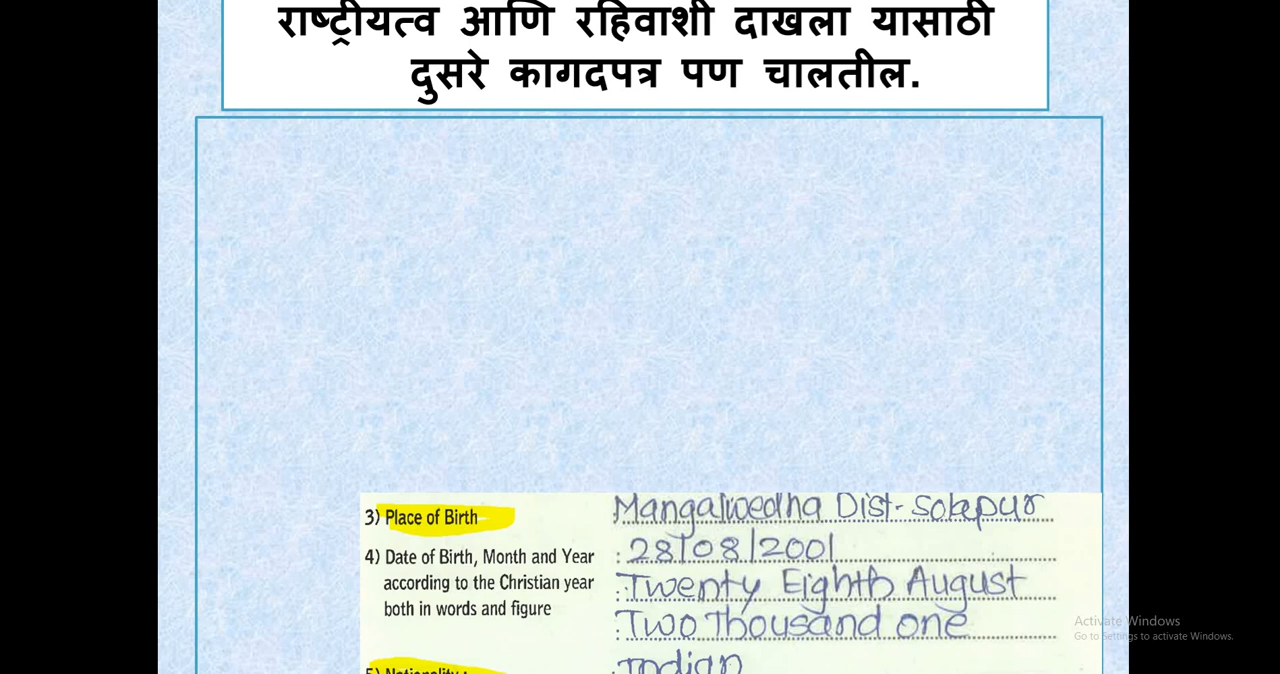 राष्ट्रीयत्व आणि रहिवाशी दाखला यासाठी
दुसरे कागदपत्र पण चालतील.
3) Place of Birth Mangalwedha Dist-Solapur
4) Date of Birth, Month and Year : 28/08/2001
according to the Christian year : Twenty Eighth August
both in words and figure : Two Thousand one
5) Nationality : Indian
Activate Windows
Go to Settings to activate Windows.